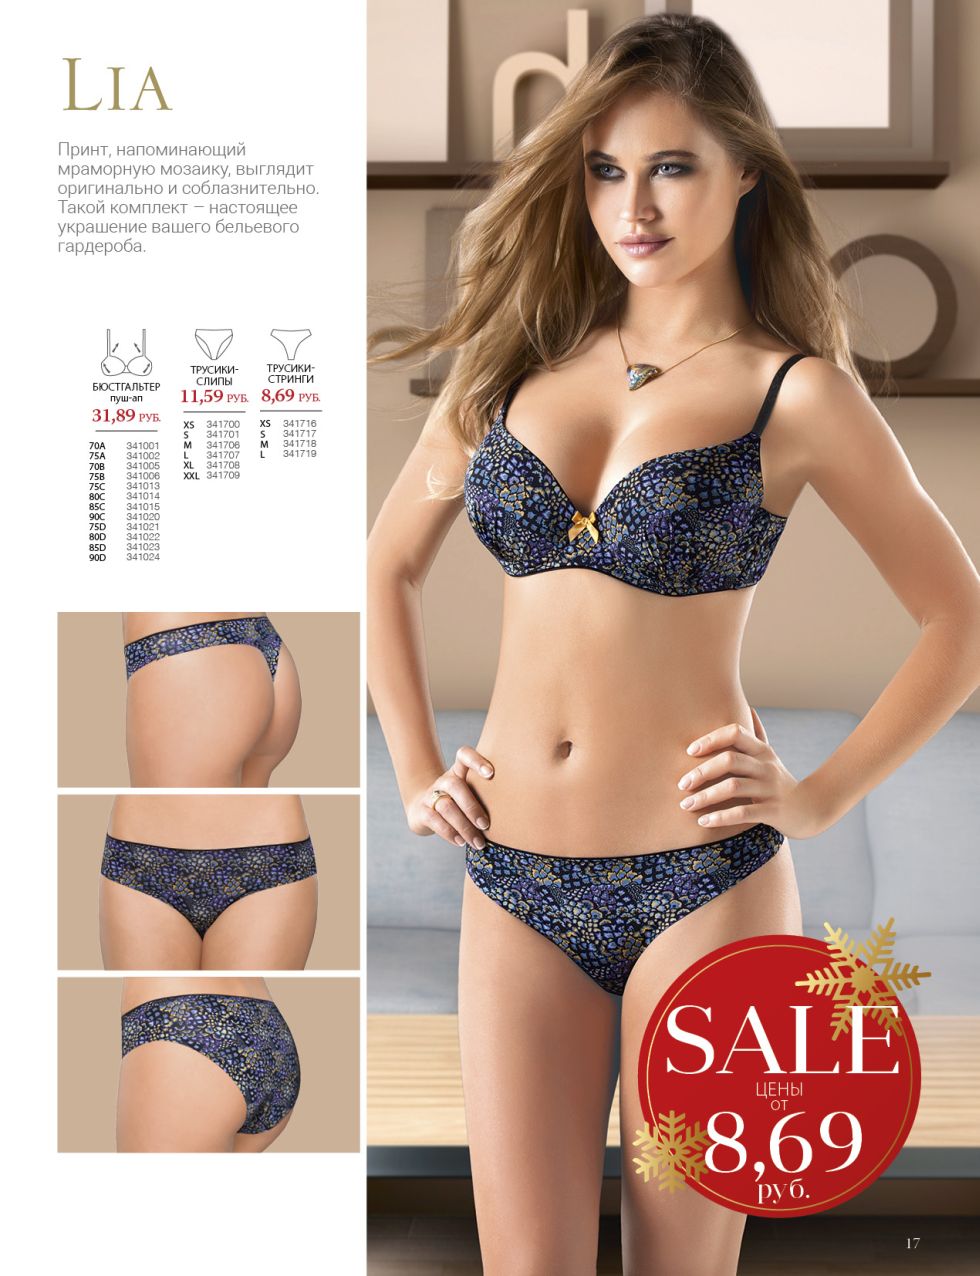 LIA
Принт, напоминающий
мраморную мозаику, выглядит
оригинально и соблазнительно.
Такой комплект – настоящее
украшение вашего бельевого
гардероба.
БЮСТГАЛЬТЕР
пуш-ап
31,89 РУБ.
70A 341001
75A 341002
70B 341005
75B 341006
75C 341013
80C 341014
85C 341015
90C 341020
75D 341021
80D 341022
85D 341023
90D 341024
ТРУСИКИ-
СЛИПЫ
11,59 РУБ.
XS 341700
S 341701
M 341706
L 341707
XL 341708
XXL 341709
ТРУСИКИ-
СТРИНГИ
8,69 РУБ.
XS 341716
S 341717
M 341718
L 341719
d
SALE
ЦЕНЫ
ОТ
8,69
руб.
17